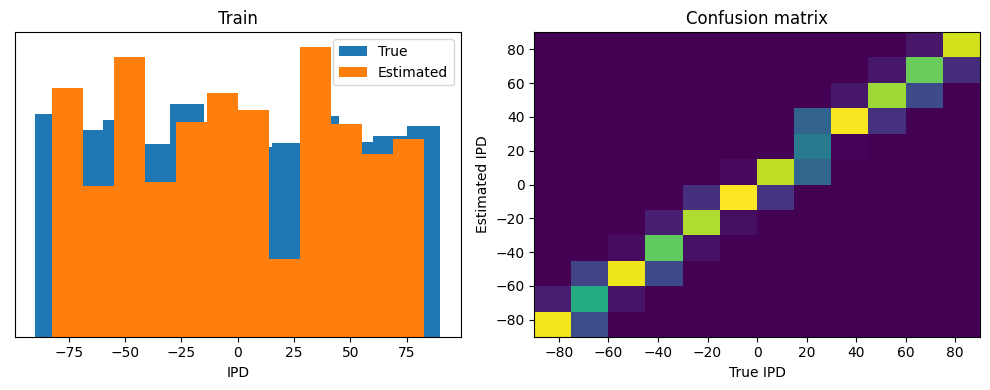 Train
True
Estimated
−75 −50 −25 0 25 50 75
IPD
Confusion matrix
Estimated IPD
80
60
40
20
0
−20
−40
−60
−80
−80 −60 −40 −20 0 20 40 60 80
True IPD